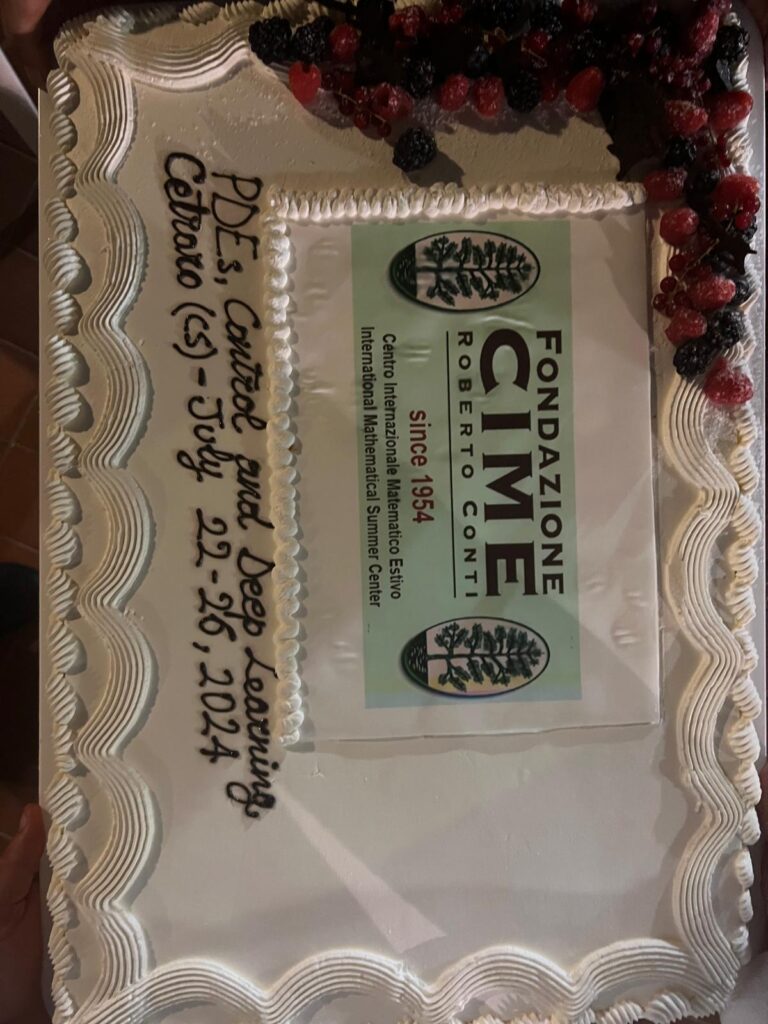 FONDAZIONE
CIME
ROBERTO CONTI
since 1954
Centro Internazionale Matematico Estivo
International Mathematical Summer Center
PDEs, Control and Deep Learning
Cetraro (CS) - July 22-26, 2024